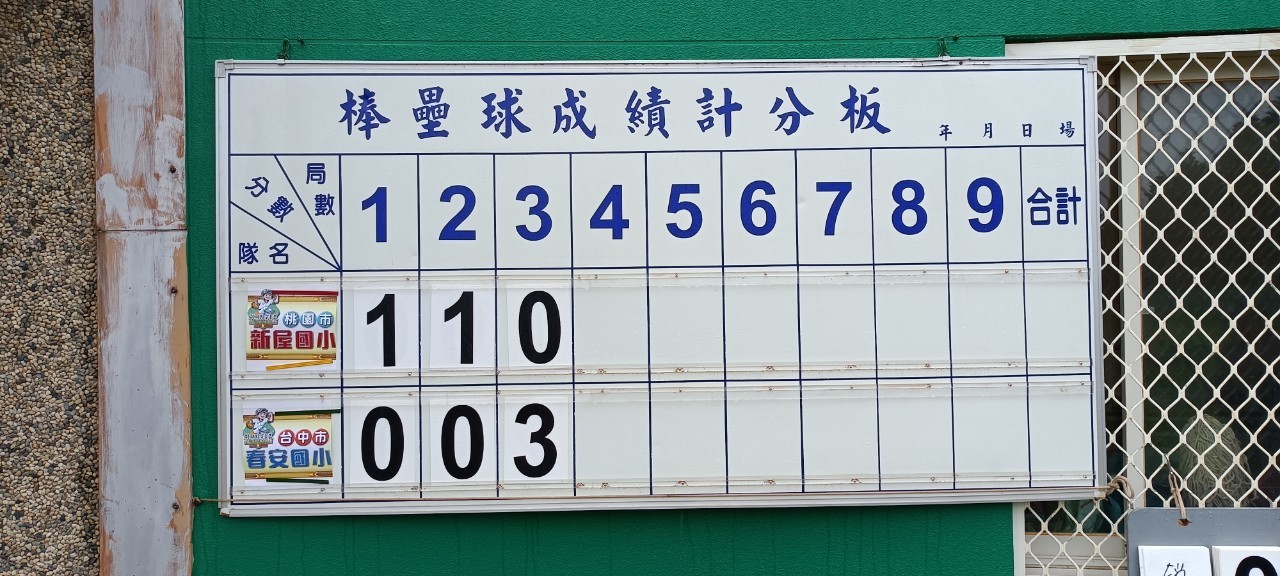 棒壘球成績計分板
年 月 日 場
局數
分數
隊名
1 2 3 4 5 6 7 8 9 合計
桃園市
新屋國小
1 1 0
台中市
春安國小
0 0 3